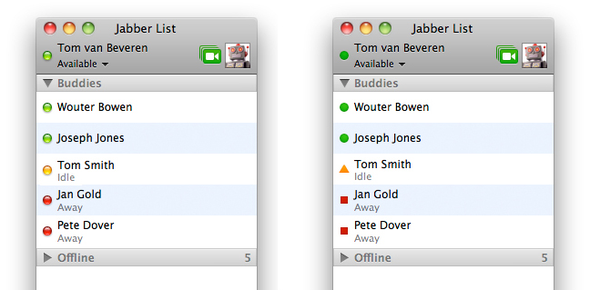 Jabber List
Tom van Beveren
Available
Buddies
Wouter Bowen
Joseph Jones
Tom Smith
Idle
Jan Gold
Away
Pete Dover
Away
Offline 5
Jabber List
Tom van Beveren
Available
Buddies
Wouter Bowen
Joseph Jones
Tom Smith
Idle
Jan Gold
Away
Pete Dover
Away
Offline 5